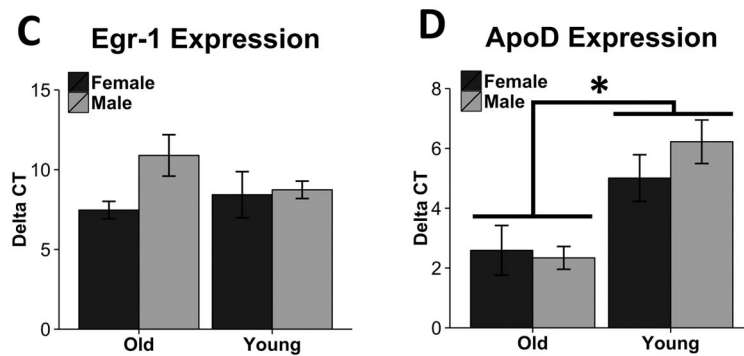 C
Egr-1 Expression
Female
Male
15
10
5
0
Delta CT
Old
Young
D
ApoD Expression
Female
Male
*
8
6
4
2
0
Delta CT
Old
Young